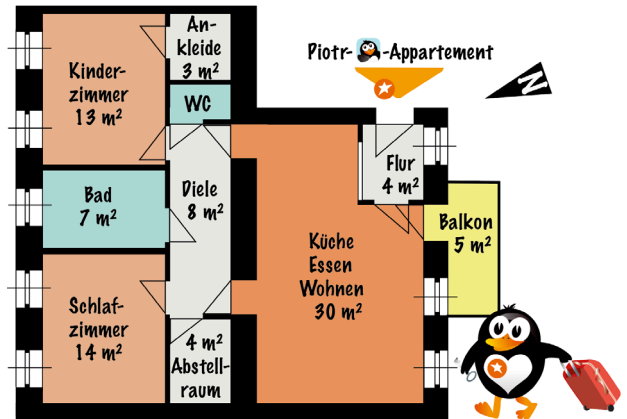 An-
kleide
3 m²
Piotr- -Appartement
N
Kinder-
zimmer
13 m²
WC
Flur
4 m²
Bad
7 m²
Diele
8 m²
Balkon
5 m²
Küche
Essen
Wohnen
30 m²
Schlaf-
zimmer
14 m²
4 m²
Abstell-
raum